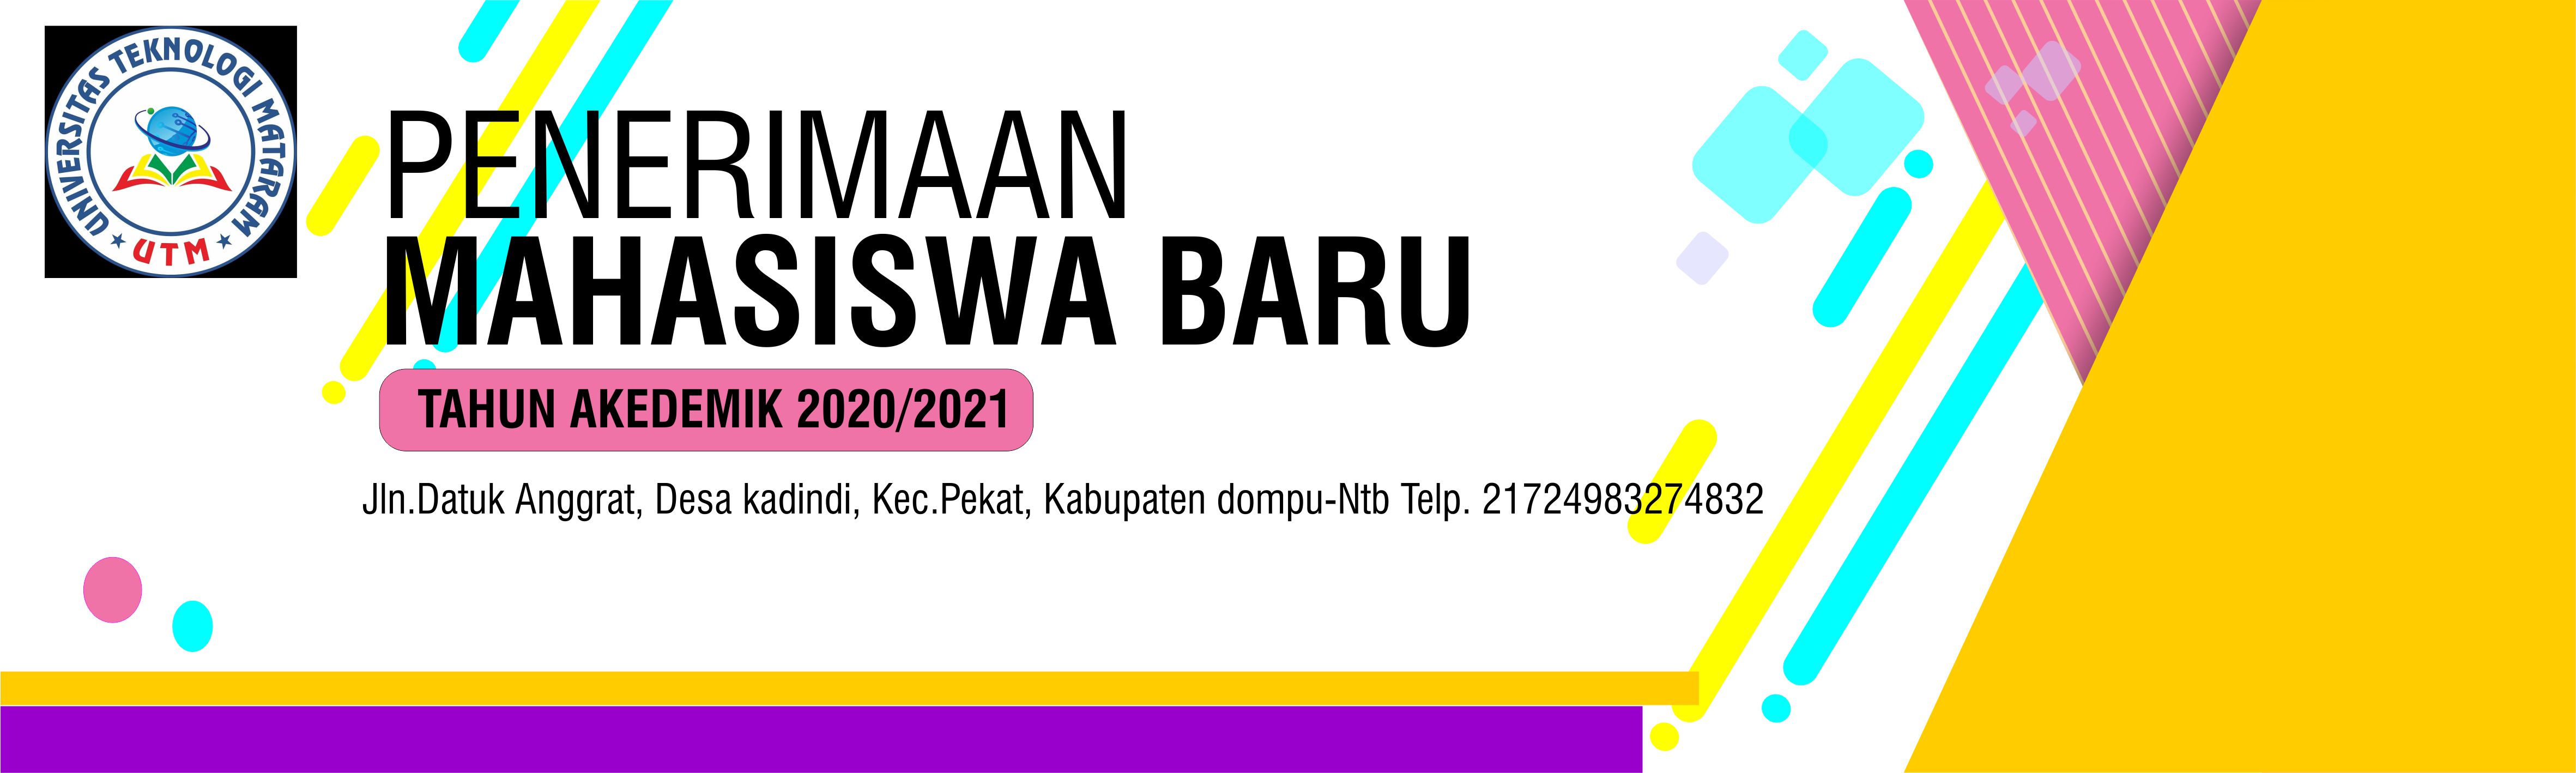 UNIVERSITAS TEKNOLOGI MATARAM
UTM
PENERIMAAN
MAHASISWA BARU
TAHUN AKEDEMIK 2020/2021
Jln.Datuk Anggrat, Desa kadindi, Kec.Pekat, Kabupaten dompu-Ntb Telp. 21724983274832